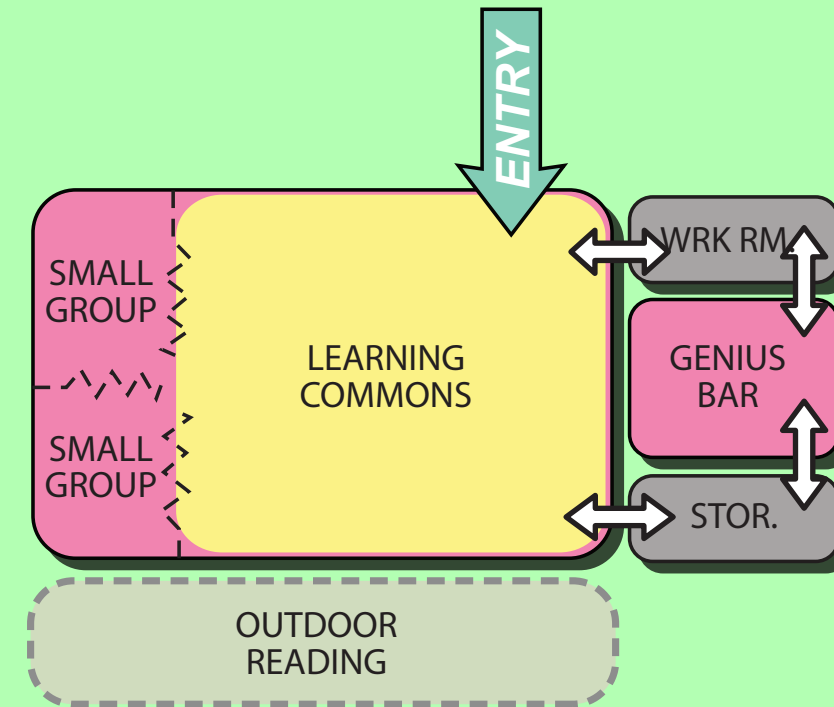 ENTRY
WRK RM.
SMALL
GROUP
LEARNING
COMMONS
GENIUS
BAR
SMALL
GROUP
STOR.
OUTDOOR
READING